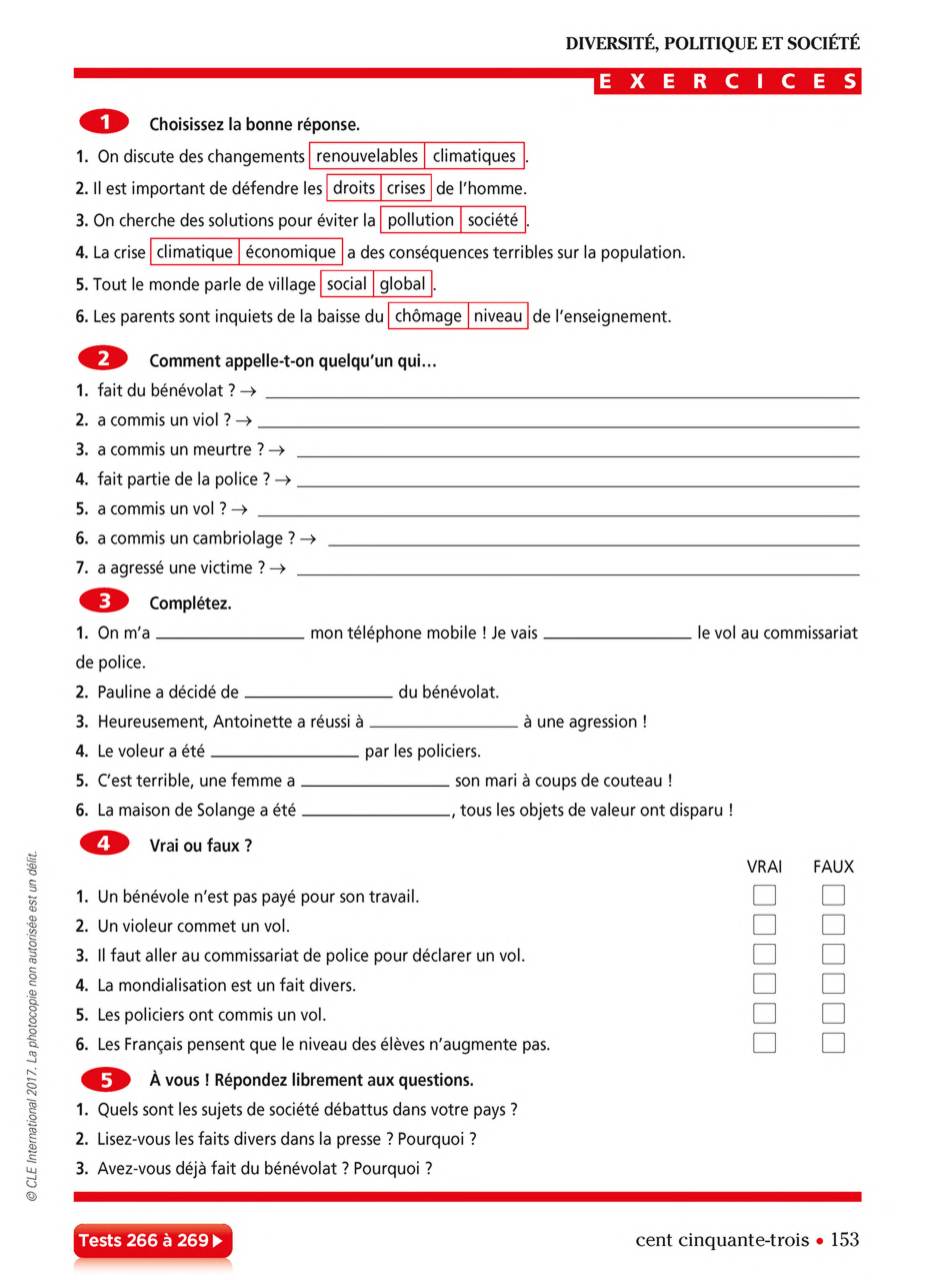 DIVERSITÉ, POLITIQUE ET SOCIÉTÉ
EXERCICES
1 Choisissez la bonne réponse.
1. On discute des changements renouvelables climatiques .
2. Il est important de défendre les droits crises de l’homme.
3. On cherche des solutions pour éviter la pollution société .
4. La crise climatique économique a des conséquences terribles sur la population.
5. Tout le monde parle de village social global .
6. Les parents sont inquiets de la baisse du chômage niveau de l’enseignement.
2 Comment appelle-t-on quelqu’un qui…
1. fait du bénévolat ? →
2. a commis un viol ? →
3. a commis un meurtre ? →
4. fait partie de la police ? →
5. a commis un vol ? →
6. a commis un cambriolage ? →
7. a agressé une victime ? →
3 Complétez.
1. On m’a ____________ mon téléphone mobile ! Je vais ____________ le vol au commissariat
de police.
2. Pauline a décidé de ____________ du bénévolat.
3. Heureusement, Antoinette a réussi à ____________ à une agression !
4. Le voleur a été ____________ par les policiers.
5. C’est terrible, une femme a ____________ son mari à coups de couteau !
6. La maison de Solange a été ____________, tous les objets de valeur ont disparu !
4 Vrai ou faux ?
VRAI FAUX
1. Un bénévole n’est pas payé pour son travail.
2. Un violeur commet un vol.
3. Il faut aller au commissariat de police pour déclarer un vol.
4. La mondialisation est un fait divers.
5. Les policiers ont commis un vol.
6. Les Français pensent que le niveau des élèves n’augmente pas.
5 À vous ! Répondez librement aux questions.
1. Quels sont les sujets de société débattus dans votre pays ?
2. Lisez-vous les faits divers dans la presse ? Pourquoi ?
3. Avez-vous déjà fait du bénévolat ? Pourquoi ?
© CLE International 2017. La photocopie non autorisée est un délit.
Tests 266 à 269
cent cinquante-trois • 153